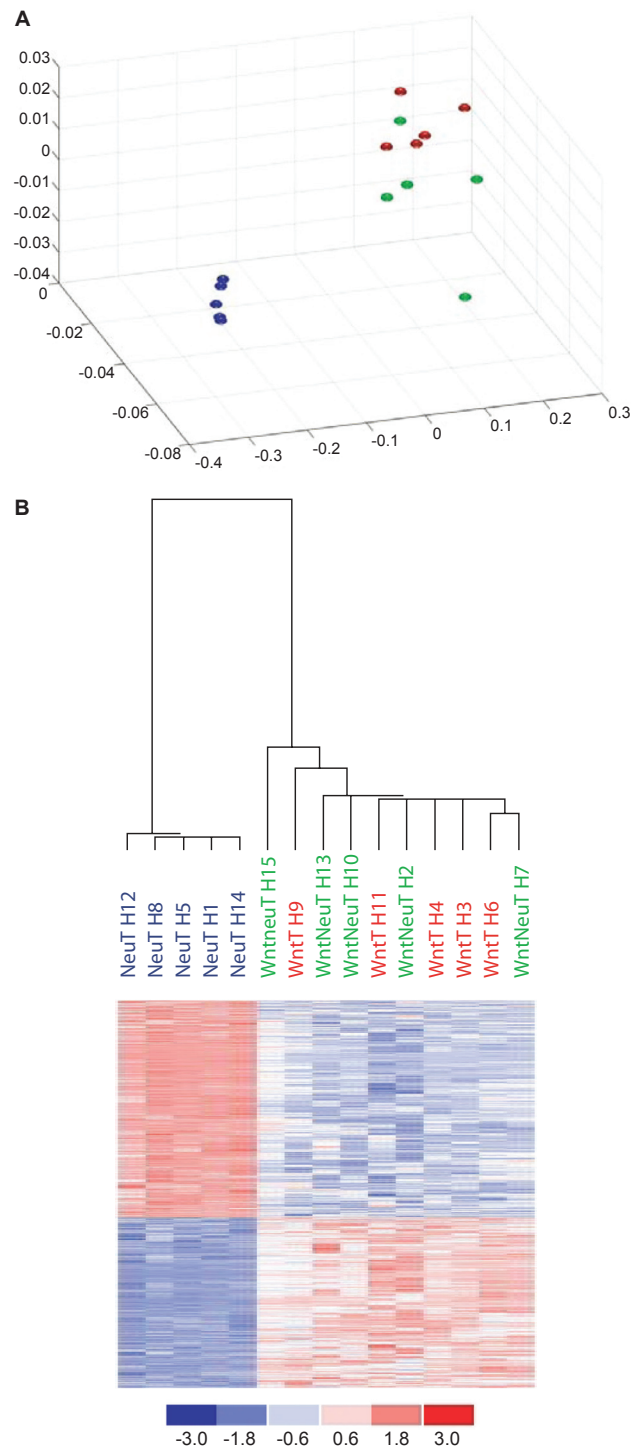 A
0.03
0.02
0.01
0
-0.01
-0.02
-0.03
-0.04
0
-0.02
-0.04
-0.06
-0.08
-0.4
-0.3
-0.2
-0.1
0
0.1
0.2
0.3
B
NeuT H12
NeuT H8
NeuT H5
NeuT H1
NeuT H14
WntneuT H15
WntT H9
WntNeuT H13
WntNeuT H10
WntT H11
WntNeuT H2
WntT H4
WntT H3
WntT H6
WntNeuT H7
-3.0 -1.8 -0.6 0.6 1.8 3.0